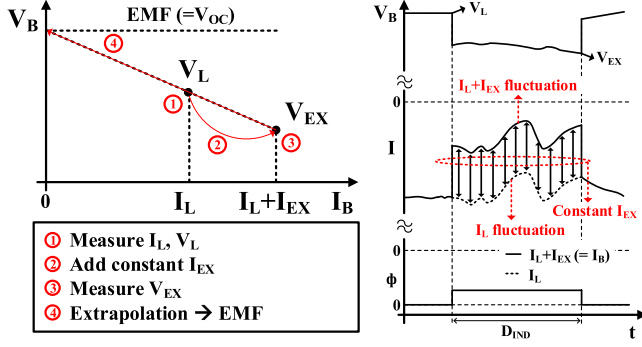 V_B
EMF (=V_OC)
④
V_L
①
V_EX
②
③
0
I_L
I_L+I_EX
I_B
① Measure I_L, V_L
② Add constant I_EX
③ Measure V_EX
④ Extrapolation → EMF
V_B
V_L
V_EX
I_L+I_EX fluctuation
0
I
Constant I_EX
I_L fluctuation
I_L+I_EX (= I_B)
0
I_L
ϕ
0
D_IND
t